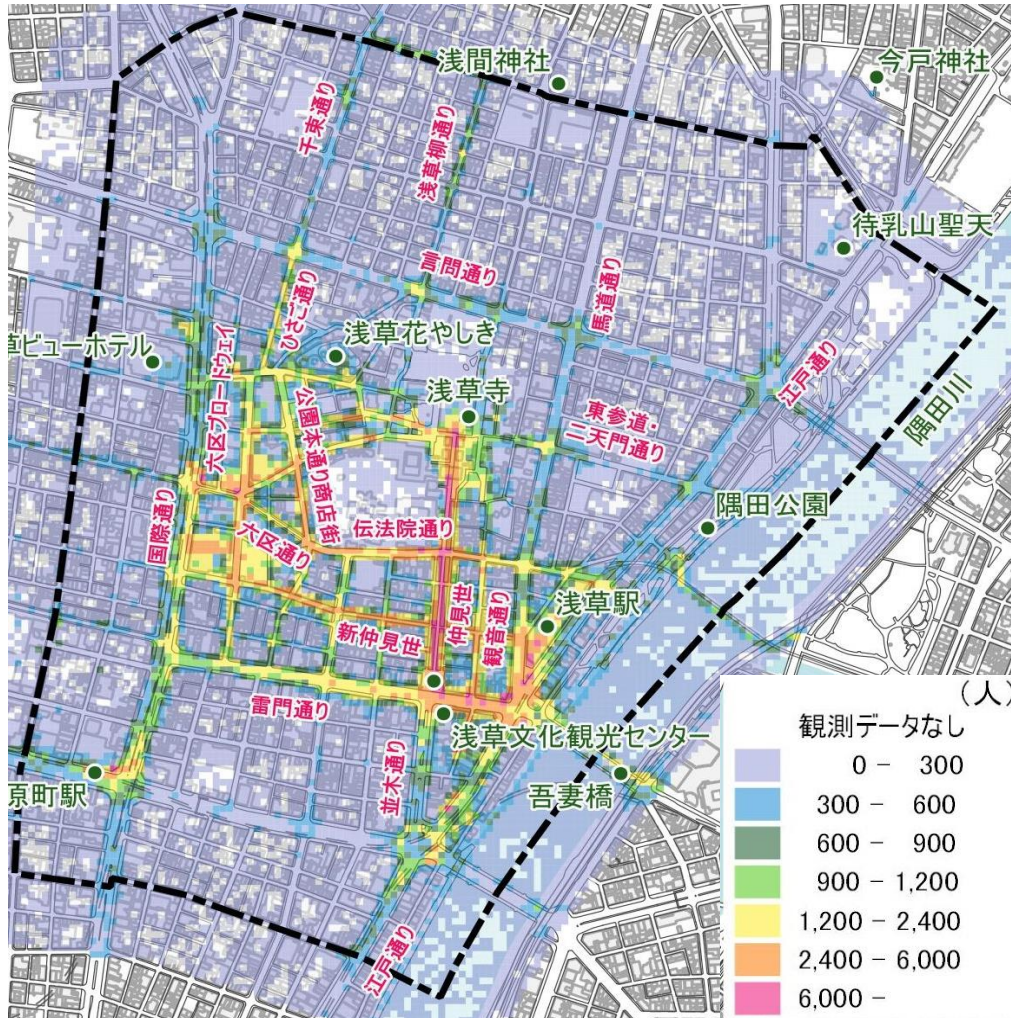 浅間神社
今戸神社
千束通り
浅草柳通り
待乳山聖天
言問通り
馬道通り
ひさご通り
草ビューホテル
六区ブロードウェイ
浅草花やしき
江戸通り
浅草寺
公園本通り商店街
東参道・
二天門通り
隅田川
国際通り
伝法院通り
隅田公園
六区通り
浅草駅
仲見世
観音通り
新仲見世
雷門通り
浅草文化観光センター
並木通り
吾妻橋
原町駅
江戸通り
(人)
観測データなし
0 - 300
300 - 600
600 - 900
900 - 1,200
1,200 - 2,400
2,400 - 6,000
6,000 -